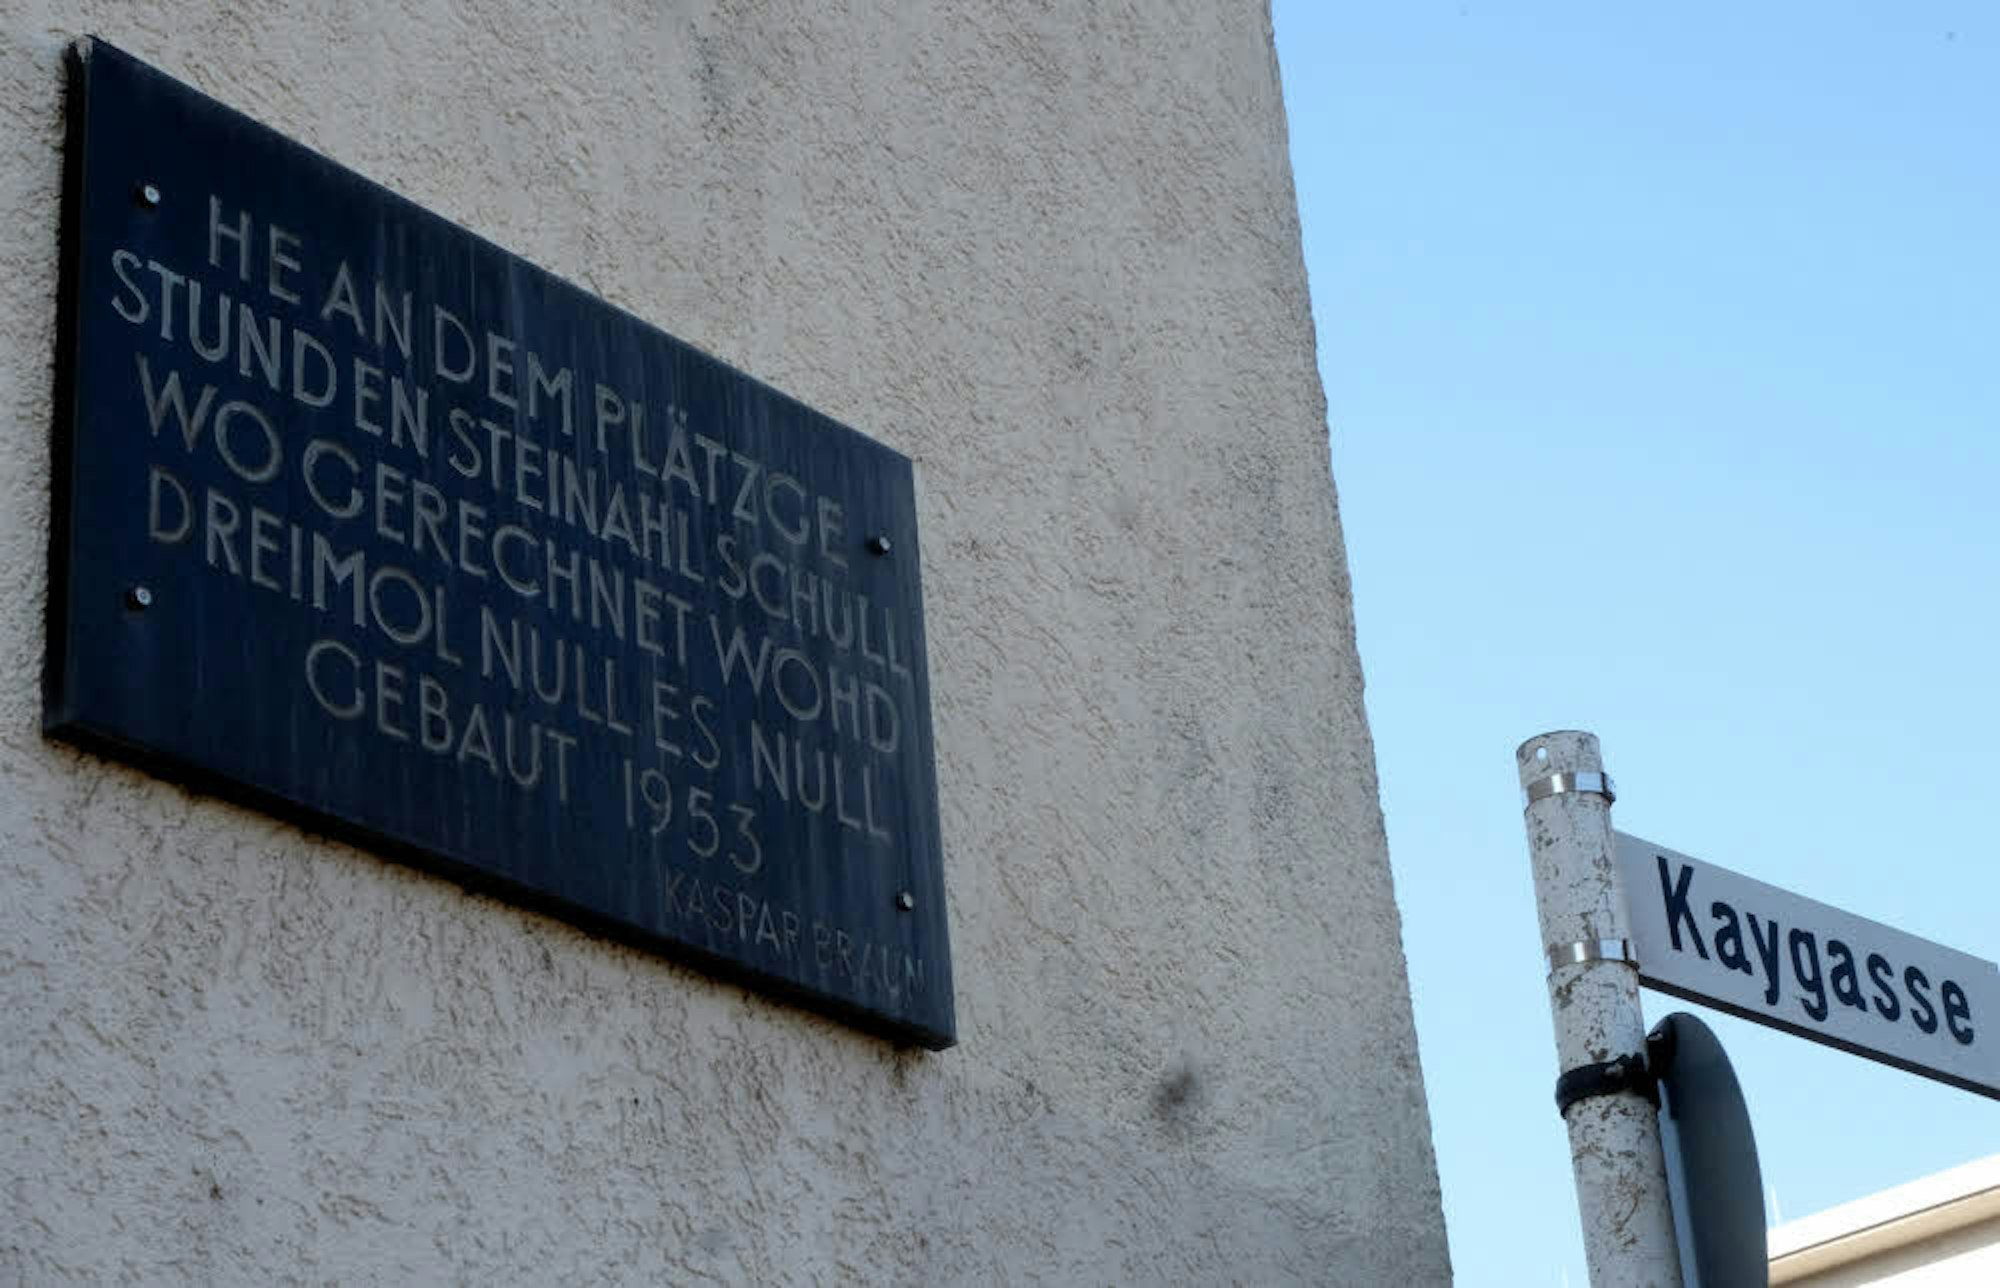 HE AN DEM PLÄTZGE
STUNDEN STEINAHL SCHULL
WO GERECHNET WOHD
DREIMOL NULL ES NULL
GEBAUT 1953
KASPAR BRAUN
Kaygasse